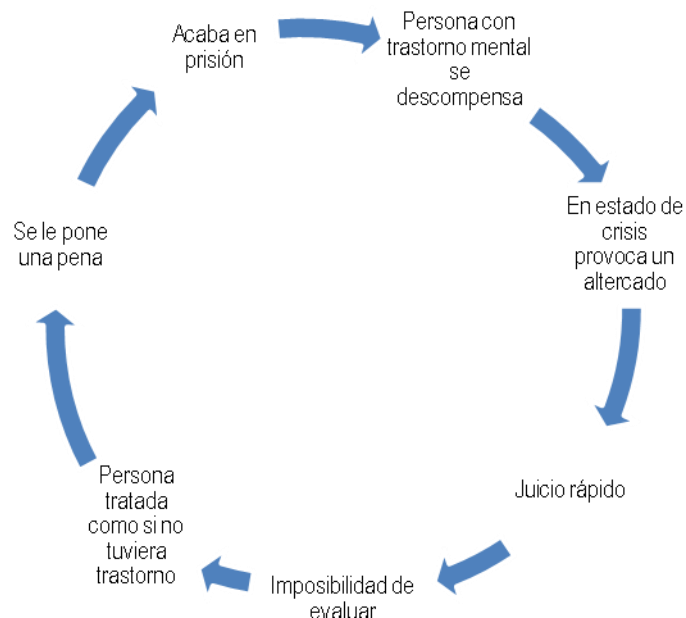 Acaba en
prisión
Persona con
trastorno mental
se
descompensa
En estado de
crisis
provoca un
altercado
Juicio rápido
Imposibilidad de
evaluar
Persona
tratada
como si no
tuviera
trastorno
Se le pone
una pena